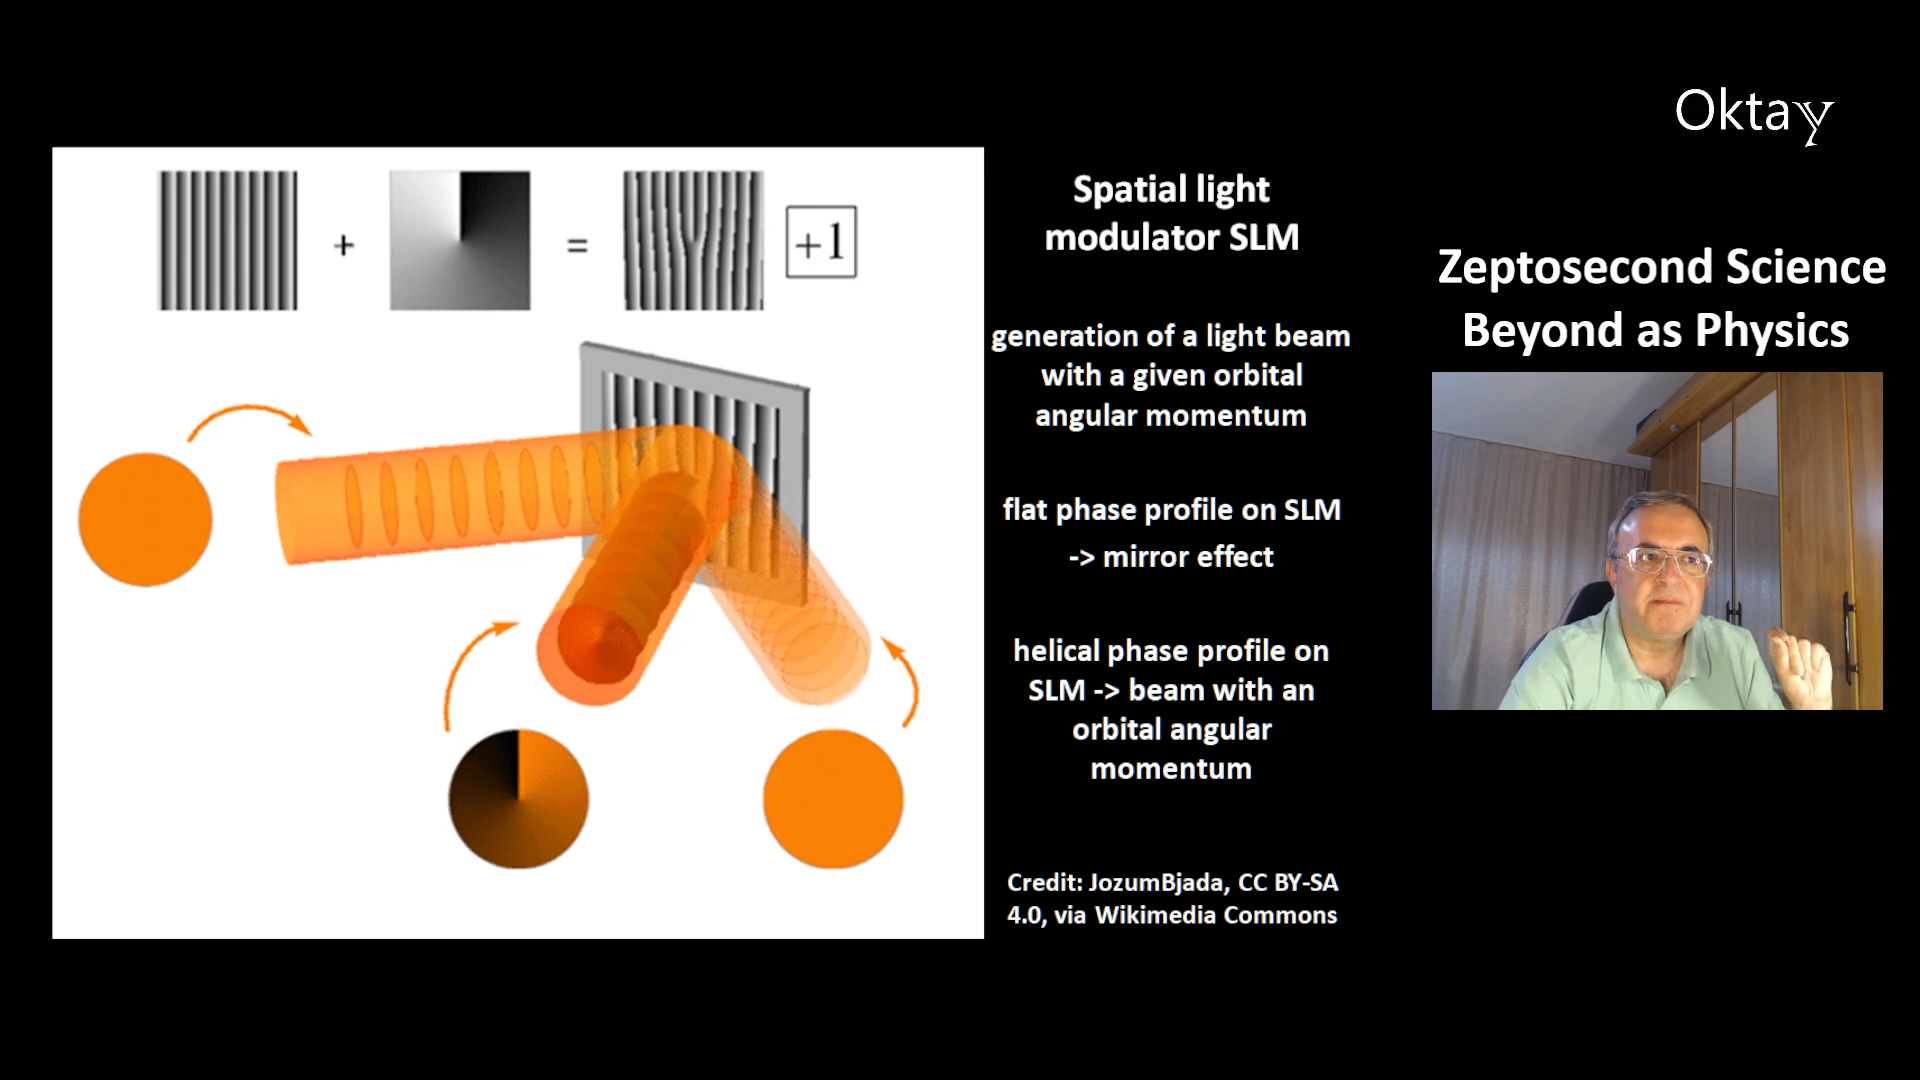 Oktay
+ = +1
Spatial light
modulator SLM
generation of a light beam
with a given orbital
angular momentum
flat phase profile on SLM
-> mirror effect
helical phase profile on
SLM -> beam with an
orbital angular
momentum
Credit: JozumBjada, CC BY-SA
4.0, via Wikimedia Commons
Zeptosecond Science
Beyond as Physics